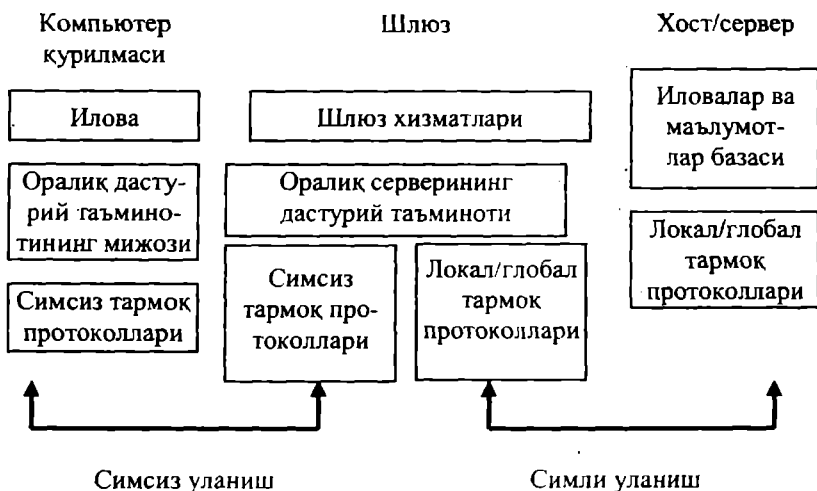 Компьютер
қурилмаси
Шлюз
Хост/сервер
Илова
Шлюз хизматлари
Иловалар ва
маълумот-
лар базаси
Оралиқ дасту-
рий таъмино-
тининг мижози
Оралиқ серверининг
дастурий таъминоти
Локал/глобал
тармоқ
протоколлари
Симсиз тармоқ
протоколлари
Симсиз
тармоқ про-
токоллари
Локал/глобал
тармоқ
протоколлари
Симсиз уланиш
Симли уланиш